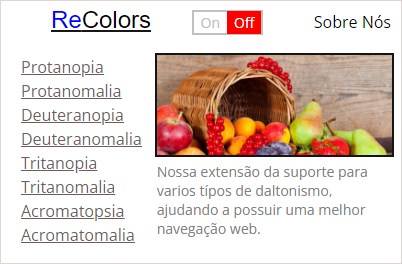 ReColors
On Off
Sobre Nós
Protanopia
Protanomalia
Deuteranopia
Deuteranomalia
Tritanopia
Tritanomalia
Acromatopsia
Acromatomalia
Nossa extensão da suporte para
varios típos de daltonismo,
ajudando a possuir uma melhor
navegação web.